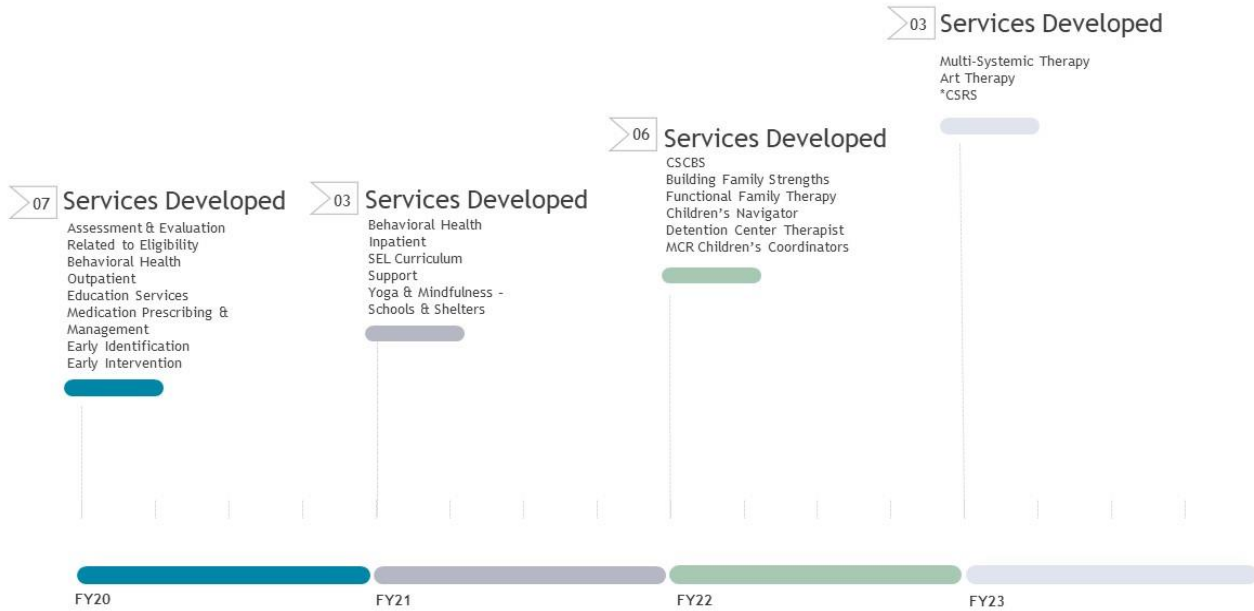 07
Services Developed
Assessment & Evaluation
Related to Eligibility
Behavioral Health
Outpatient
Education Services
Medication Prescribing &
Management
Early Identification
Early Intervention
03
Services Developed
Behavioral Health
Inpatient
SEL Curriculum
Support
Yoga & Mindfulness -
Schools & Shelters
06
Services Developed
CSCBS
Building Family Strengths
Functional Family Therapy
Children's Navigator
Detention Center Therapist
MCR Children's Coordinators
03
Services Developed
Multi-Systemic Therapy
Art Therapy
*CSRS
FY20
FY21
FY22
FY23